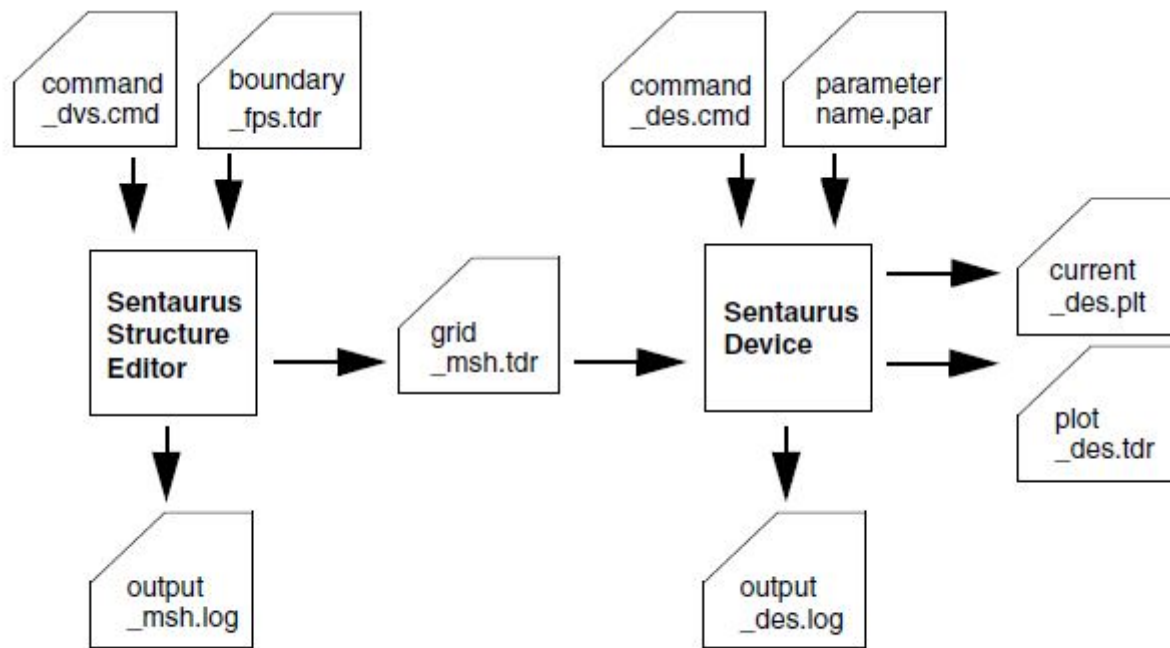 command
_dvs.cmd
boundary
_fps.tdr
command
_des.cmd
parameter
name.par
Sentaurus
Structure
Editor
grid
_msh.tdr
Sentaurus
Device
current
_des.plt
plot
_des.tdr
output
_msh.log
output
_des.log